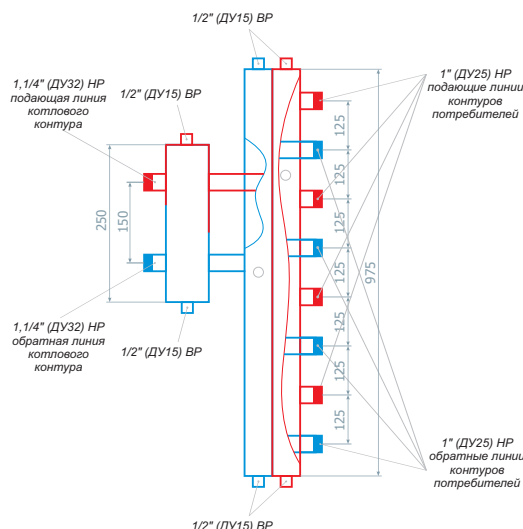 1/2" (ДУ15) ВР
1,1/4" (ДУ32) НР
подающая линия
котлового
контура
1/2" (ДУ15) ВР
1" (ДУ25) НР
подающие линии
контуров
потребителей
125
125
125
125
125
125
125
250
150
975
1,1/4" (ДУ32) НР
обратная линия
котлового
контура
1/2" (ДУ15) ВР
1" (ДУ25) НР
обратные линии
контуров
потребителей
1/2" (ДУ15) ВР